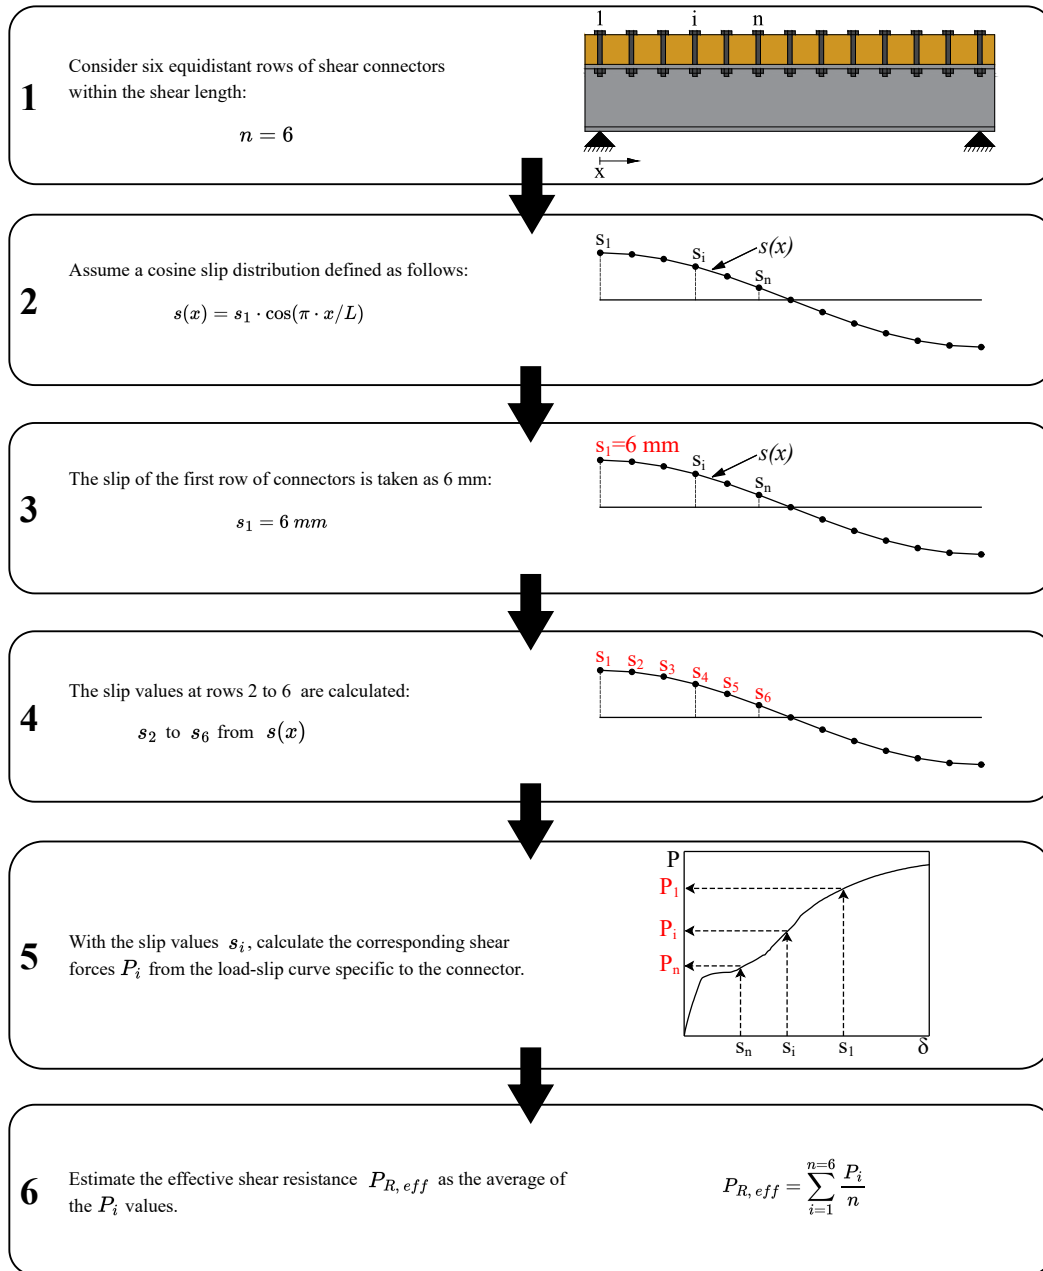 1
Consider six equidistant rows of shear connectors
within the shear length:
n = 6
1 i n
x
2
Assume a cosine slip distribution defined as follows:
s(x) = s₁ · cos(π · x/L)
s₁
sᵢ
s(x)
sₙ
3
The slip of the first row of connectors is taken as 6 mm:
s₁ = 6 mm
s₁=6 mm
sᵢ
s(x)
sₙ
4
The slip values at rows 2 to 6 are calculated:
s₂ to s₆ from s(x)
s₁ s₂ s₃ s₄ s₅ s₆
5
With the slip values sᵢ, calculate the corresponding shear
forces Pᵢ from the load-slip curve specific to the connector.
P
P₁
Pᵢ
Pₙ
sₙ sᵢ s₁ δ
6
Estimate the effective shear resistance P_{R, eff} as the average of
the Pᵢ values.
P_{R, eff} = \sum_{i=1}^{n=6} \frac{P_i}{n}